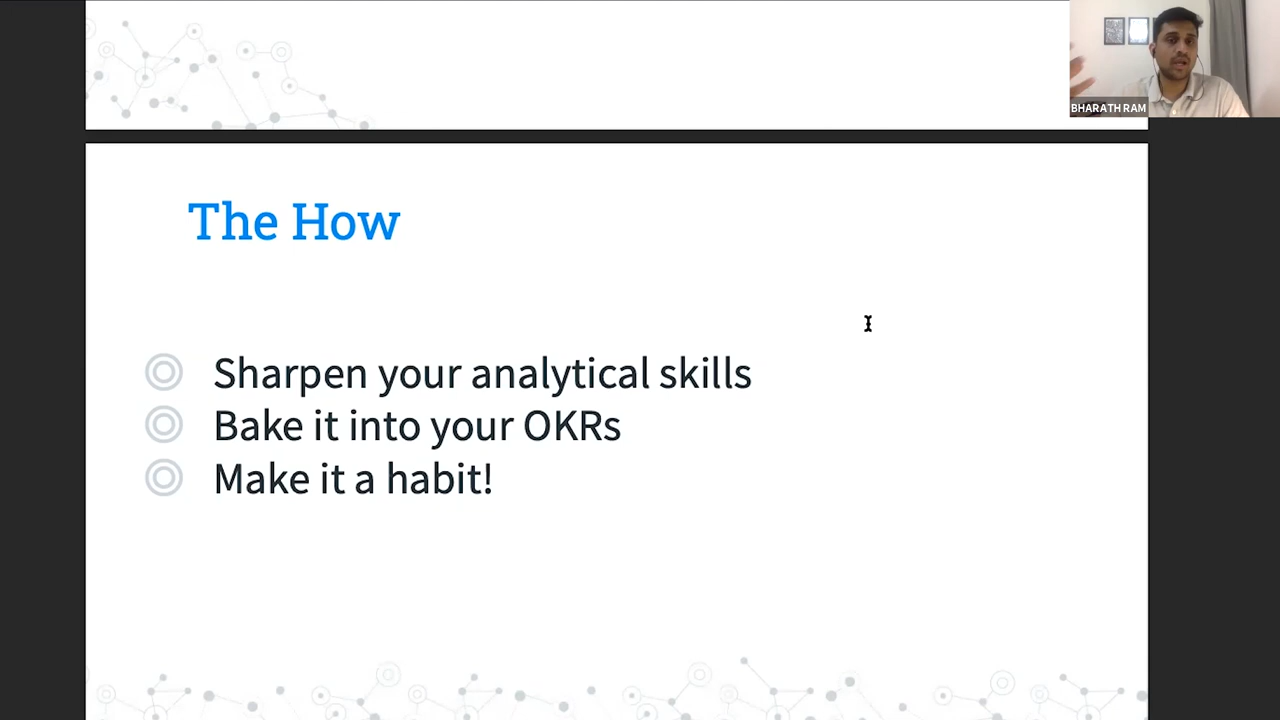 BHARATH RAM
The How
Sharpen your analytical skills
Bake it into your OKRs
Make it a habit!